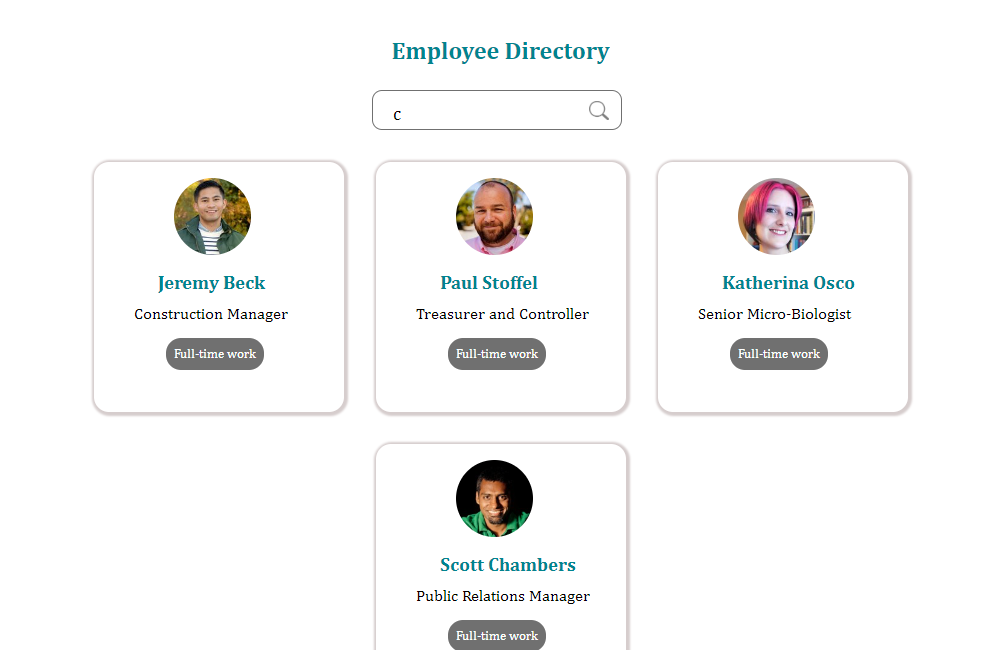 Employee Directory
C
Jeremy Beck
Construction Manager
Full-time work
Paul Stoffel
Treasurer and Controller
Full-time work
Katherina Osco
Senior Micro-Biologist
Full-time work
Scott Chambers
Public Relations Manager
Full-time work